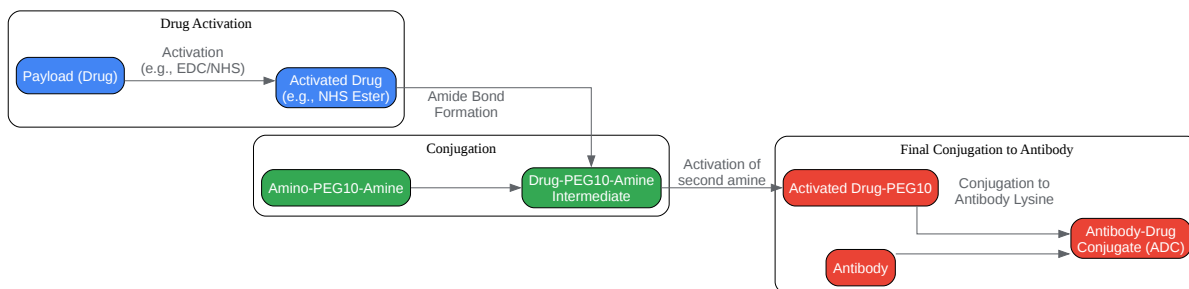 Drug Activation
Payload (Drug)
Activation
(e.g., EDC/NHS)
Activated Drug
(e.g., NHS Ester)
Amide Bond
Formation
Conjugation
Amino-PEG10-Amine
Drug-PEG10-Amine
Intermediate
Activation of
second amine
Final Conjugation to Antibody
Activated Drug-PEG10
Conjugation to
Antibody Lysine
Antibody
Antibody-Drug
Conjugate (ADC)